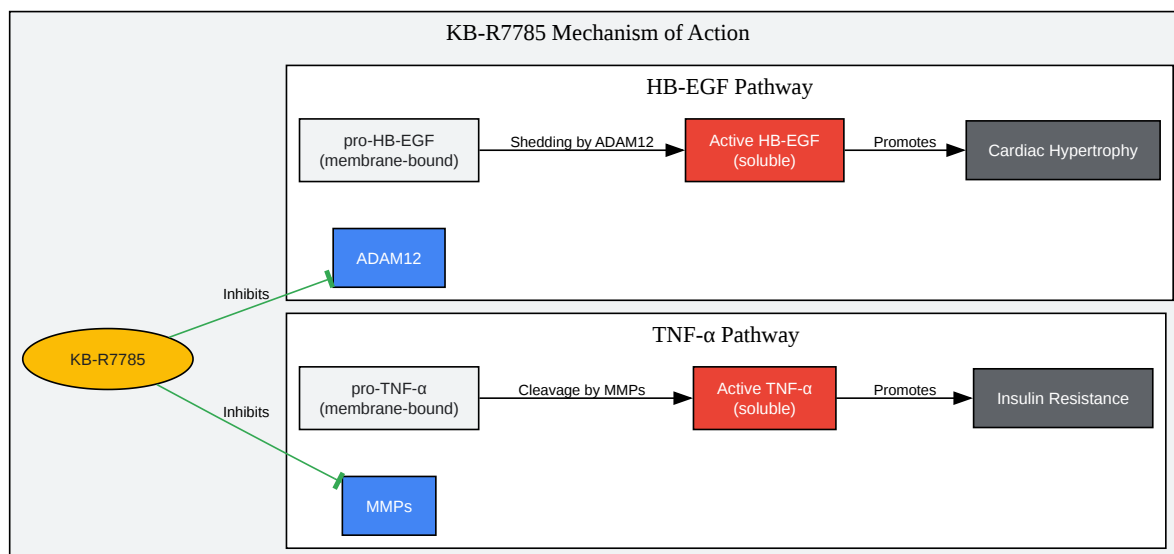 KB-R7785 Mechanism of Action
HB-EGF Pathway
pro-HB-EGF
(membrane-bound)
Shedding by ADAM12
Active HB-EGF
(soluble)
Promotes
Cardiac Hypertrophy
ADAM12
Inhibits
KB-R7785
TNF-α Pathway
pro-TNF-α
(membrane-bound)
Cleavage by MMPs
Active TNF-α
(soluble)
Promotes
Insulin Resistance
Inhibits
MMPs